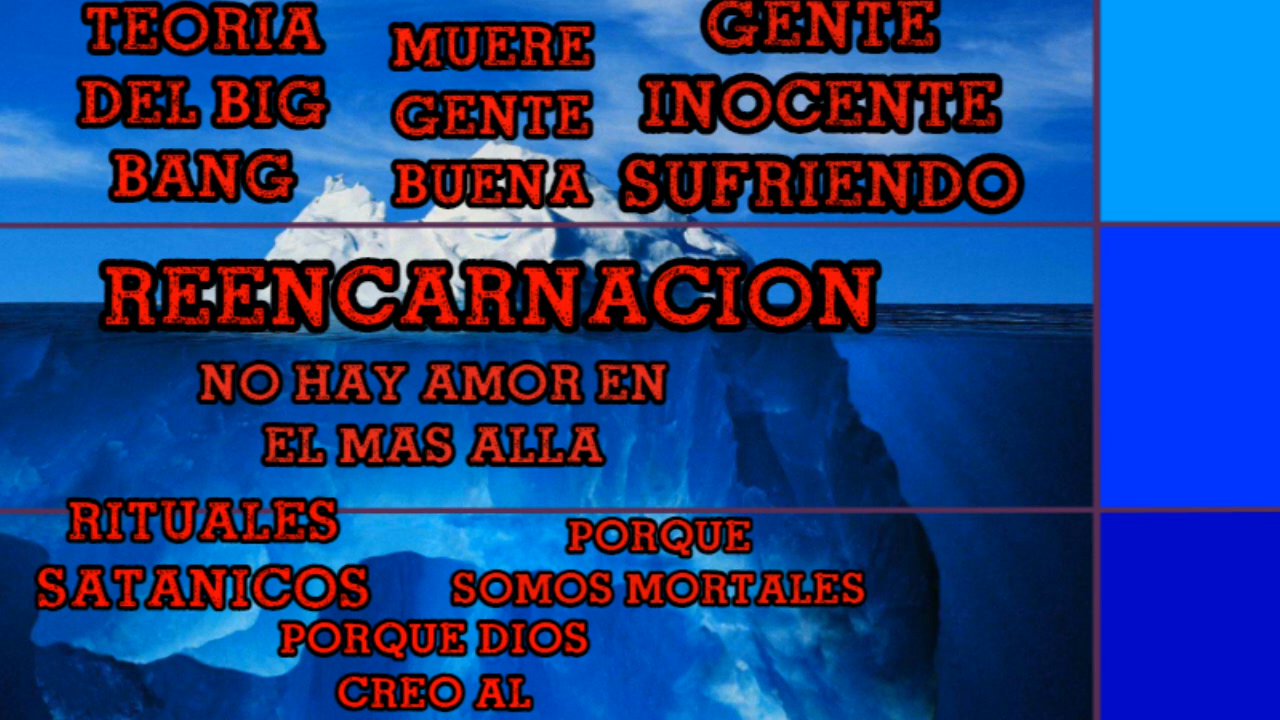 TEORIA
DEL BIG
BANG
MUERE
GENTE
BUENA
GENTE
INOCENTE
SUFRIENDO
REENCARNACION
NO HAY AMOR EN
EL MAS ALLA
RITUALES
SATANICOS
PORQUE
SOMOS MORTALES
PORQUE DIOS
CREO AL